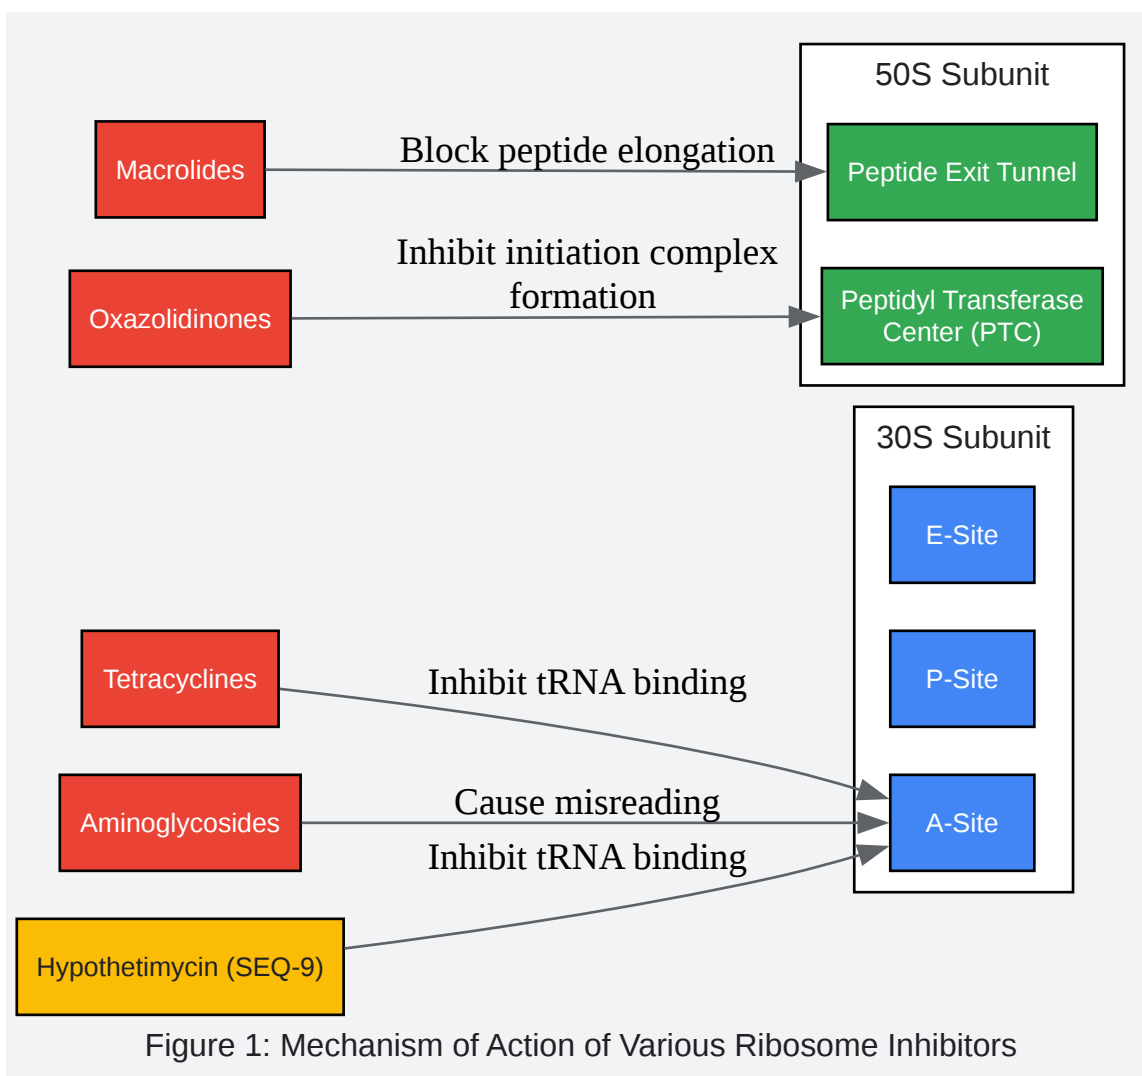 50S Subunit
Macrolides
Block peptide elongation
Peptide Exit Tunnel
Oxazolidinones
Inhibit initiation complex
formation
Peptidyl Transferase
Center (PTC)
30S Subunit
E-Site
Tetracyclines
Inhibit tRNA binding
P-Site
Aminoglycosides
Cause misreading
A-Site
Inhibit tRNA binding
Hypothetimycin (SEQ-9)
Figure 1: Mechanism of Action of Various Ribosome Inhibitors